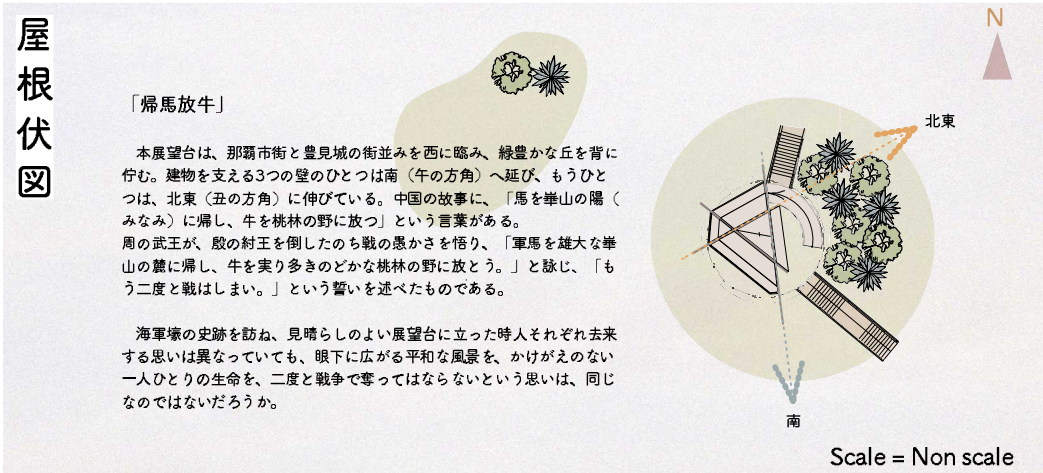 屋根伏図
「帰馬放牛」
本展望台は、那覇市街と豊見城の街並みを西に臨み、緑豊かな丘を背に
佇む。建物を支える3つの壁のひとつは南（午の方角）へ延び、もうひと
つは、北東（丑の方角）に伸びている。中国の故事に、「馬を崋山の陽（
みなみ）に帰し、牛を桃林の野に放つ」という言葉がある。
周の武王が、殷の紂王を倒したのち戦の愚かさを悟り、「軍馬を雄大な崋
山の麓に帰し、牛を実り多きのどかな桃林の野に放とう。」と詠じ、「も
う二度と戦はしまい。」という誓いを述べたものである。
海軍壕の史跡を訪ね、見晴らしのよい展望台に立った時人それぞれ去来
する思いは異なっていても、眼下に広がる平和な風景を、かけがえのない
一人ひとりの生命を、二度と戦争で奪ってはならないという思いは、同じ
なのではないだろうか。
N
北東
南
Scale = Non scale